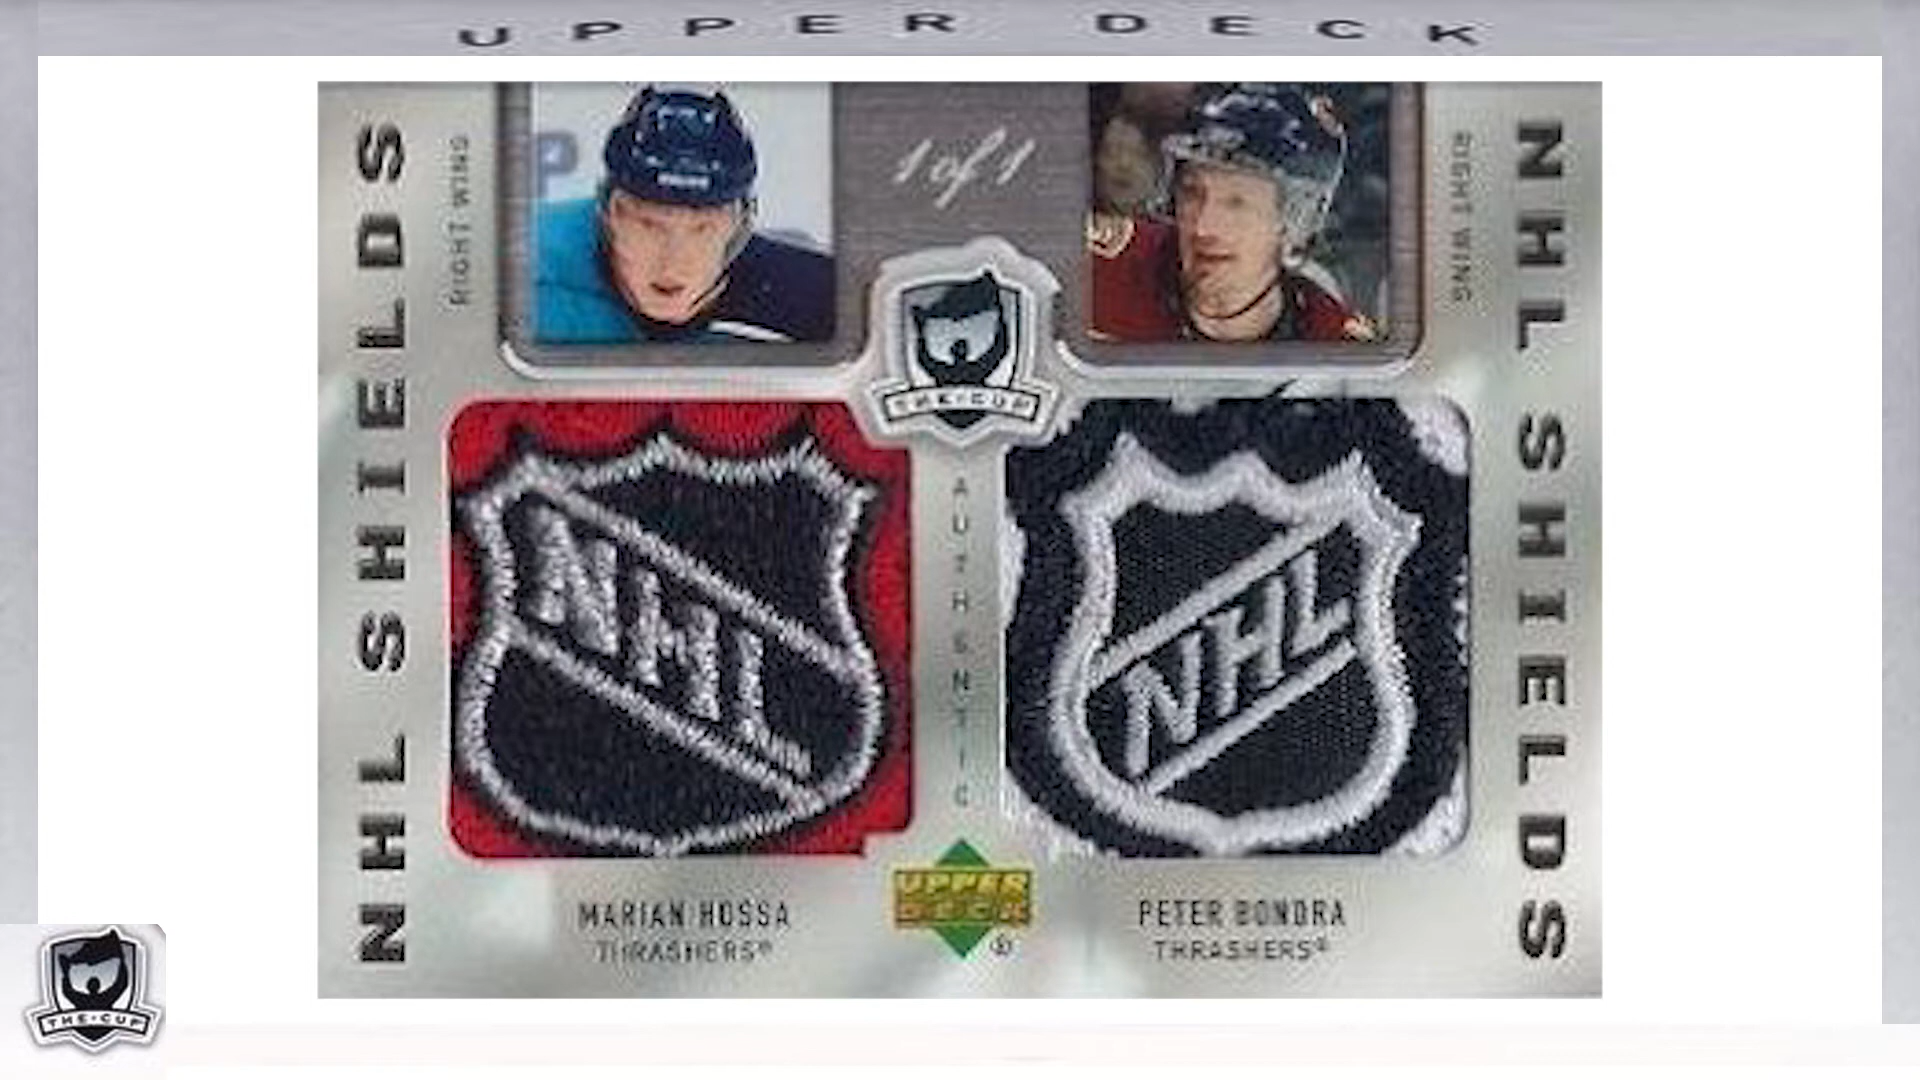 UPPER DECK
NHL SHIELDS
RIGHT WING
1 of 1
RIGHT WING
NHL SHIELDS
THE CUP
NHL
AUTHENTIC
NHL
MARIAN HOSSA
THRASHERS®
UPPER
DECK
®
PETER BONDRA
THRASHERS®
THE CUP